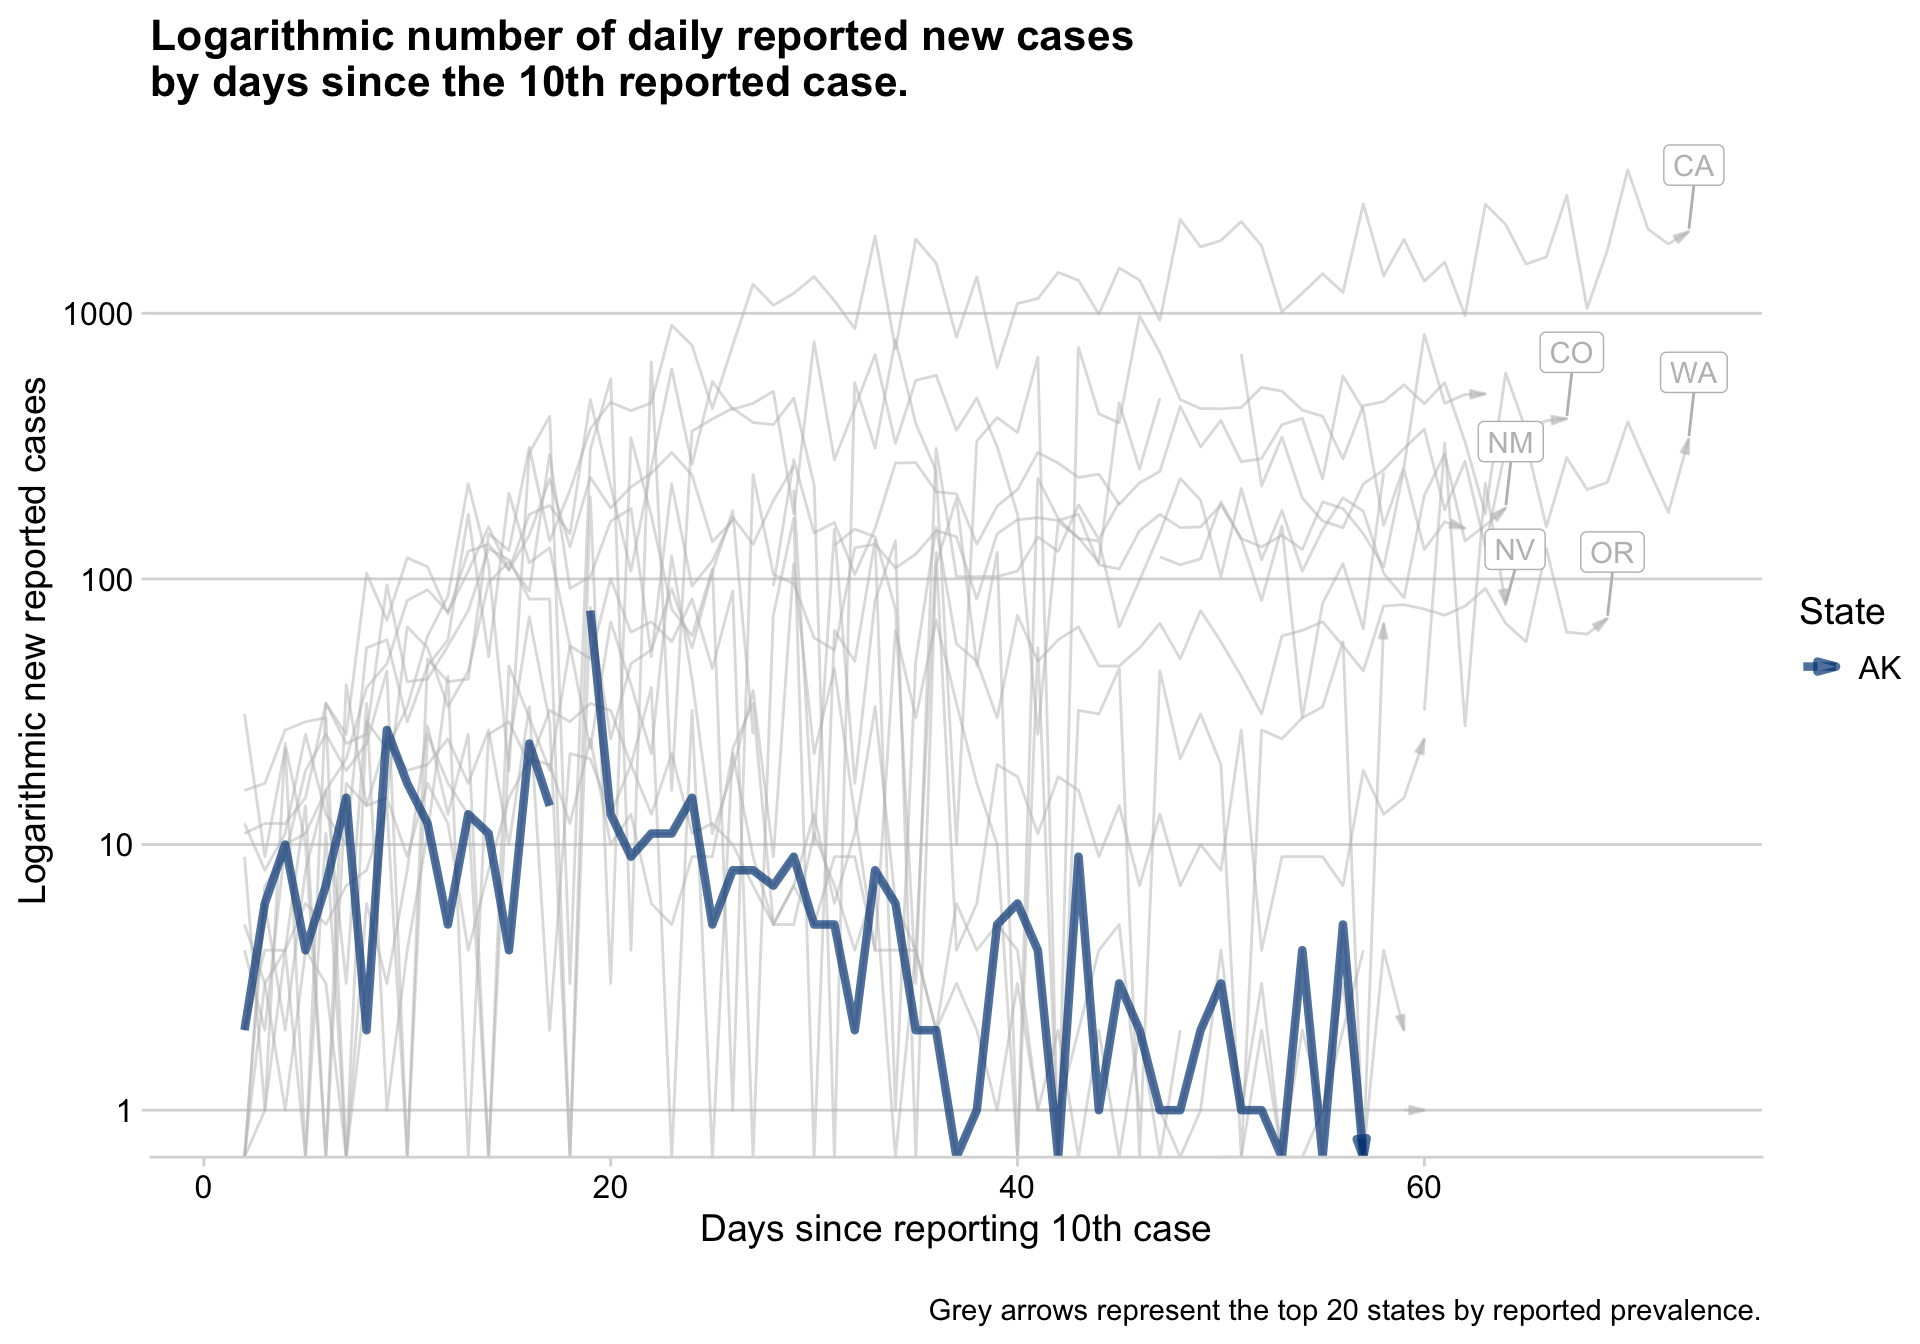 Logarithmic number of daily reported new cases
by days since the 10th reported case.
CA
1000
CO
WA
NM
NV
OR
100
State
AK
10
1
Logarithmic new reported cases
0
20
40
60
Days since reporting 10th case
Grey arrows represent the top 20 states by reported prevalence.